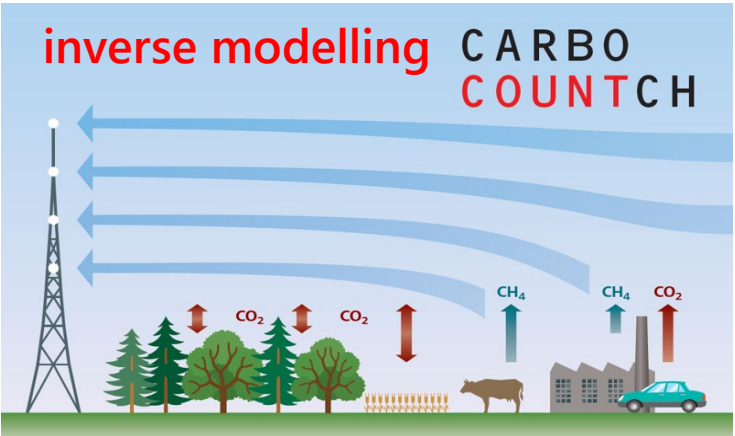 inverse modelling
CARBO
COUNTCH
CH₄
CH₄
CO₂
CO₂
CO₂